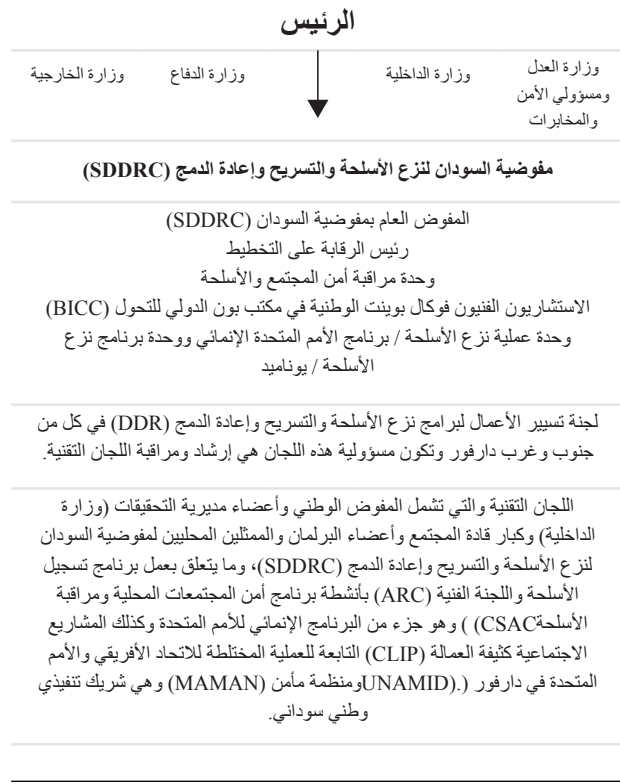 الرئيس
وزارة العدل
ومسؤولي الأمن
والمخابرات
وزارة الداخلية
وزارة الدفاع
وزارة الخارجية
مفوضية السودان لنزع الأسلحة والتسريح وإعادة الدمج (SDDRC)
المفوض العام بمفوضية السودان (SDDRC)
رئيس الرقابة على التخطيط
وحدة مراقبة أمن المجتمع والأسلحة
الاستشاريون الفنيون فوكال بوينت الوطنية في مكتب بون الدولي للتحول (BICC)
وحدة عملية نزع الأسلحة / برنامج الأمم المتحدة الإنمائي ووحدة برنامج نزع
الأسلحة / يوناميد
لجنة تسيير الأعمال لبرامج نزع الأسلحة والتسريح وإعادة الدمج (DDR) في كل من
جنوب وغرب دارفور وتكون مسؤولية هذه اللجان هي إرشاد ومراقبة اللجان التقنية.
اللجان التقنية والتي تشمل المفوض الوطني وأعضاء مديرية التحقيقات (وزارة
الداخلية) وكبار قادة المجتمع وأعضاء البرلمان والممثلين المحليين لمفوضية السودان
لنزع الأسلحة والتسريح وإعادة الدمج (SDDRC)، وما يتعلق بعمل برنامج تسجيل
الأسلحة واللجنة الفنية (ARC) بأنشطة برنامج أمن المجتمعات المحلية ومراقبة
الأسلحةCSAC) ) وهو جزء من البرنامج الإنمائي للأمم المتحدة وكذلك المشاريع
الاجتماعية كثيفة العمالة (CLIP) التابعة للعملية المختلطة للاتحاد الأفريقي والأمم
المتحدة في دارفور (.(UNAMIDومنظمة مأمن (MAMAN) وهي شريك تنفيذي
وطني سوداني.